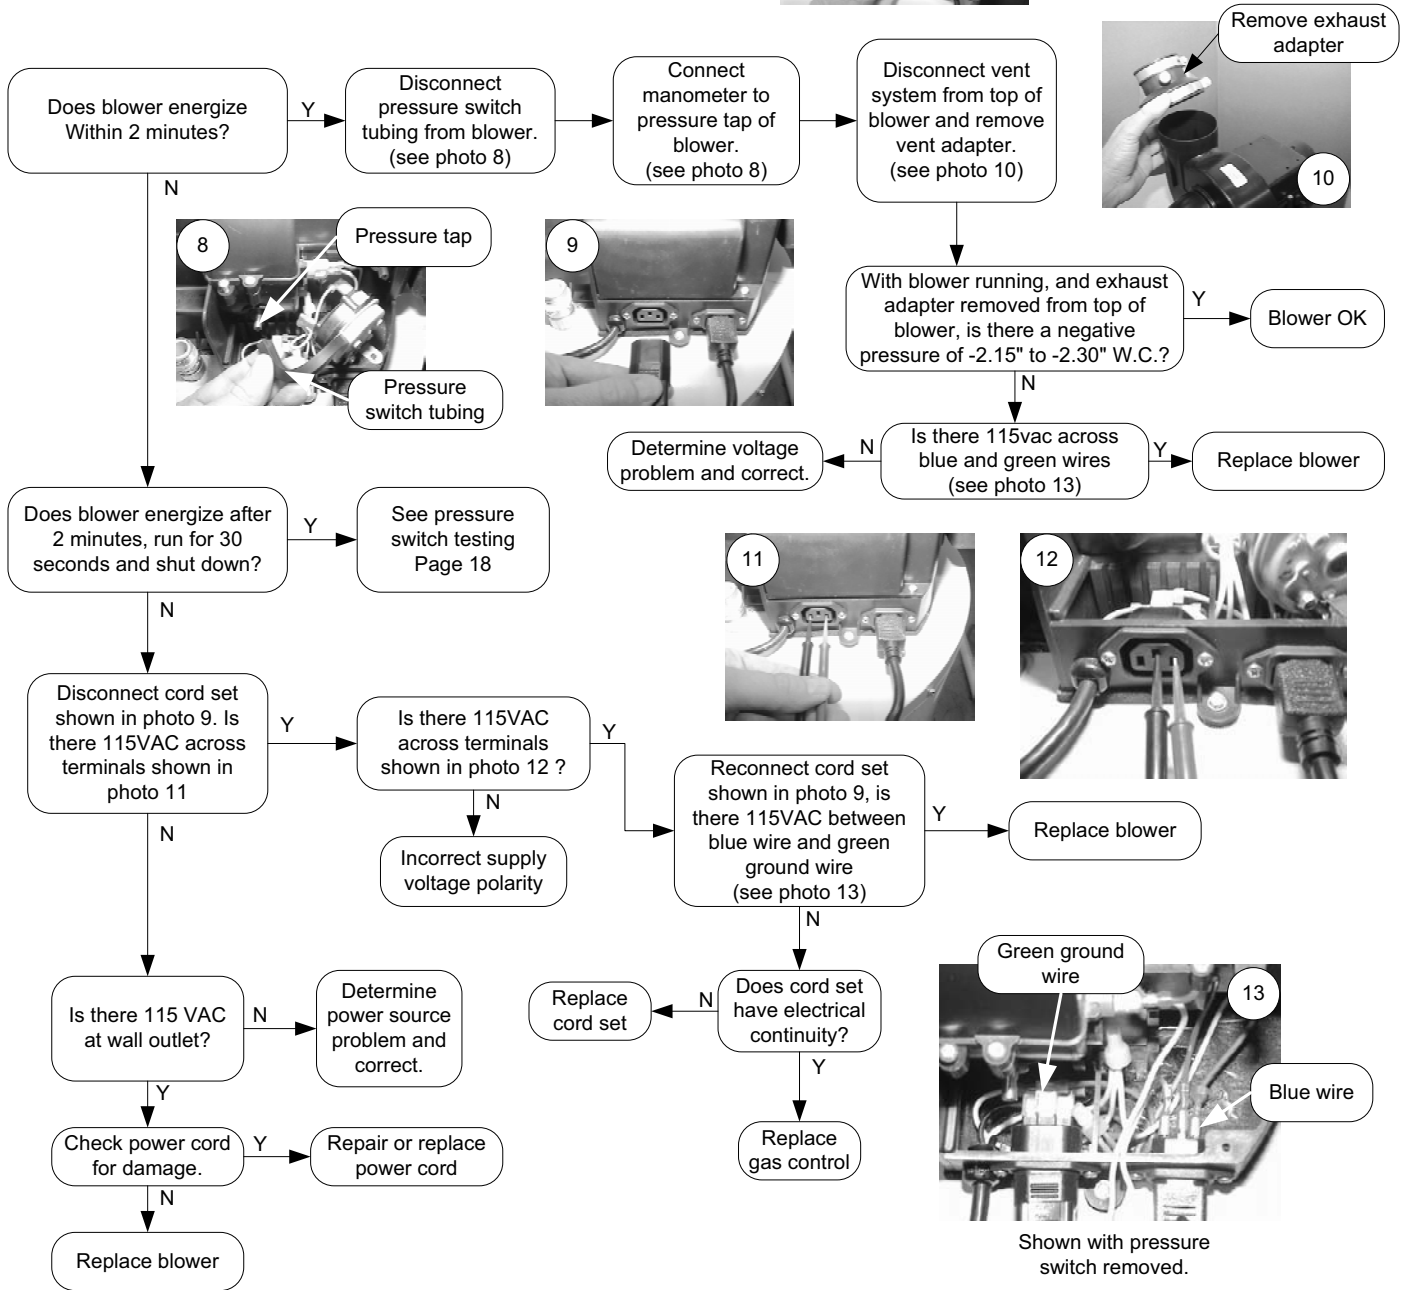 Remove exhaust
adapter
10
Does blower energize
Within 2 minutes?
Y
Disconnect
pressure switch
tubing from blower.
(see photo 8)
Connect
manometer to
pressure tap of
blower.
(see photo 8)
Disconnect vent
system from top of
blower and remove
vent adapter.
(see photo 10)
N
8
Pressure tap
Pressure
switch tubing
9
With blower running, and exhaust
adapter removed from top of
blower, is there a negative
pressure of -2.15" to -2.30" W.C.?
Y
Blower OK
N
Is there 115vac across
blue and green wires
(see photo 13)
N
Determine voltage
problem and correct.
Y
Replace blower
Does blower energize after
2 minutes, run for 30
seconds and shut down?
Y
See pressure
switch testing
Page 18
N
11
12
Disconnect cord set
shown in photo 9. Is
there 115VAC across
terminals shown in
photo 11
Y
Is there 115VAC
across terminals
shown in photo 12 ?
Y
N
Incorrect supply
voltage polarity
Reconnect cord set
shown in photo 9, is
there 115VAC between
blue wire and green
ground wire
(see photo 13)
Y
Replace blower
N
N
Is there 115 VAC
at wall outlet?
N
Determine
power source
problem and
correct.
Does cord set
have electrical
continuity?
N
Replace
cord set
Y
Replace
gas control
Y
Check power cord
for damage.
Y
Repair or replace
power cord
N
Replace blower
Green ground
wire
13
Blue wire
Shown with pressure
switch removed.